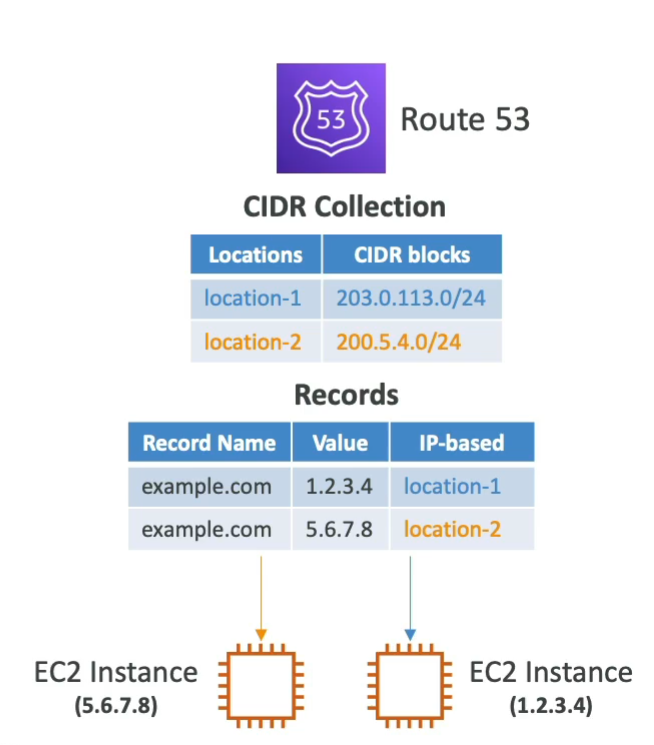 53
Route 53
CIDR Collection
Locations CIDR blocks
location-1 203.0.113.0/24
location-2 200.5.4.0/24
Records
Record Name Value IP-based
example.com 1.2.3.4 location-1
example.com 5.6.7.8 location-2
EC2 Instance
(5.6.7.8)
EC2 Instance
(1.2.3.4)